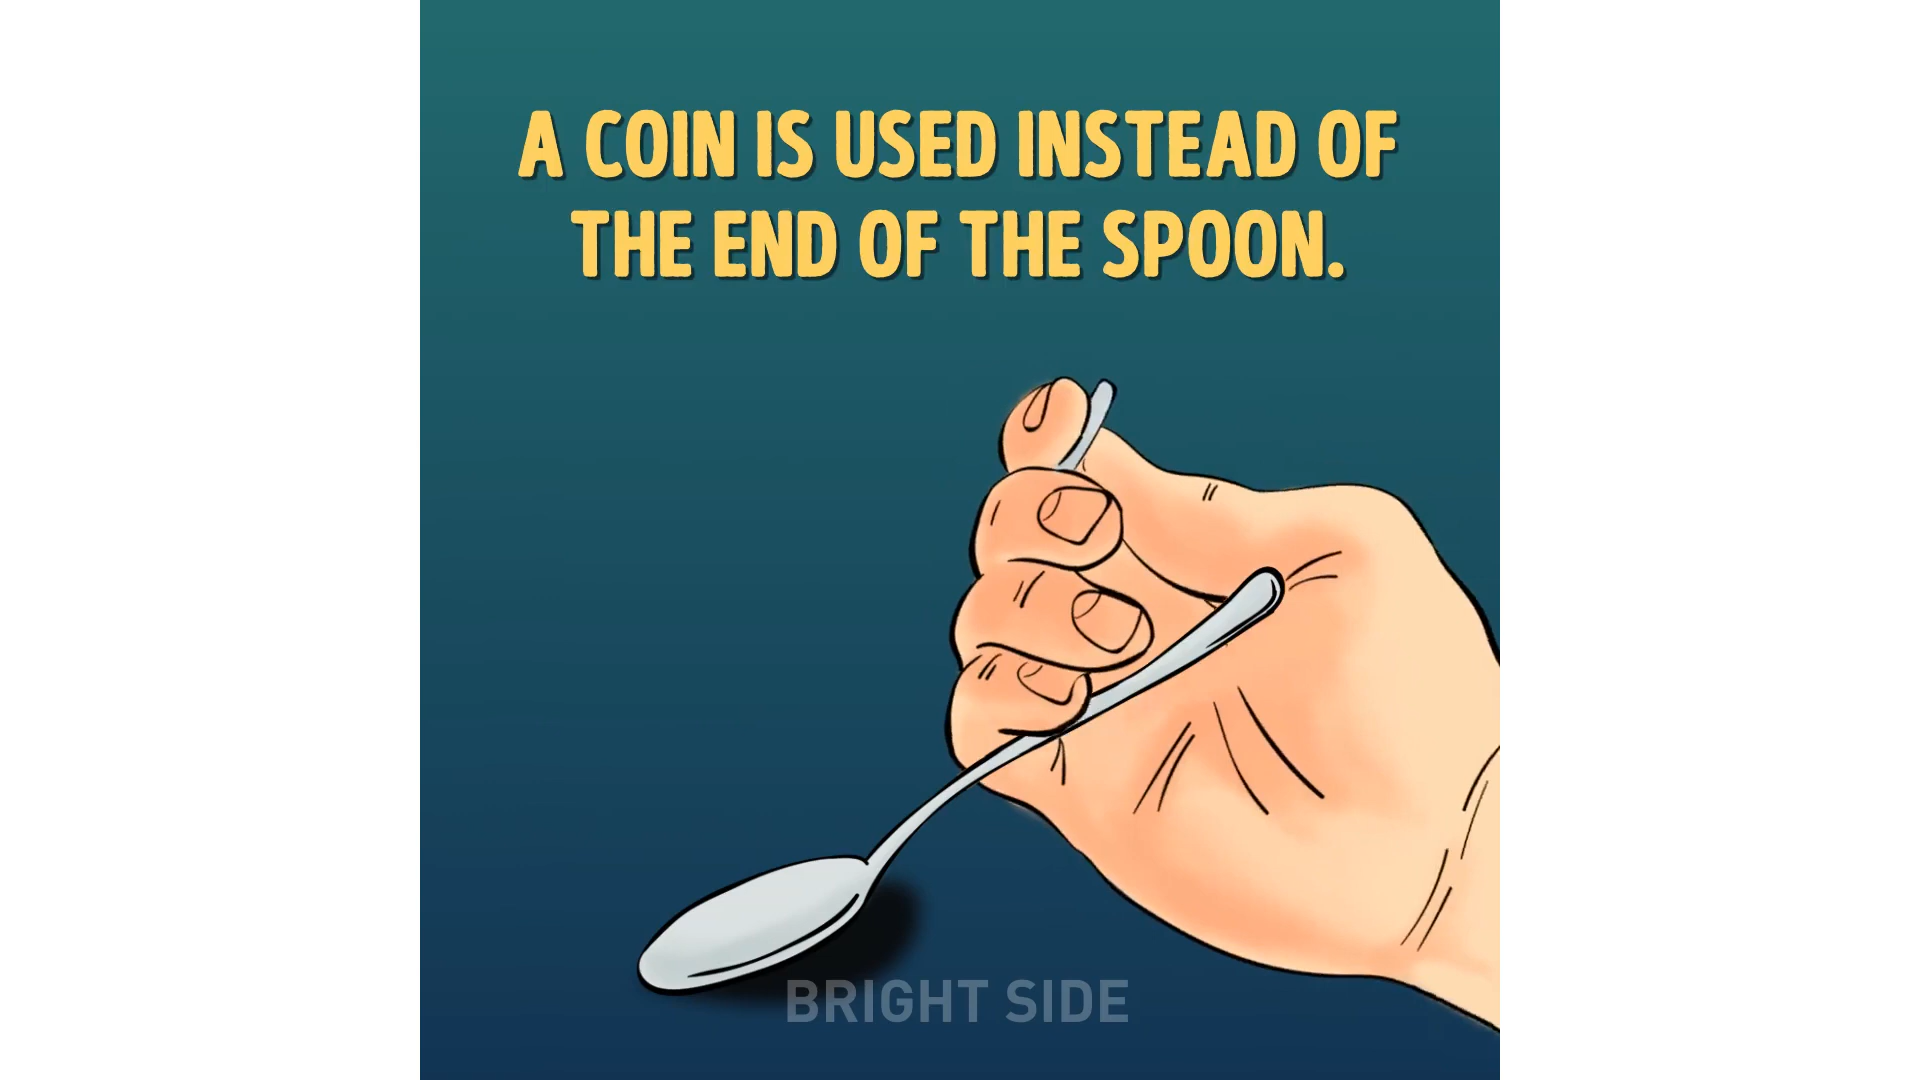 A COIN IS USED INSTEAD OF
THE END OF THE SPOON.
BRIGHT SIDE